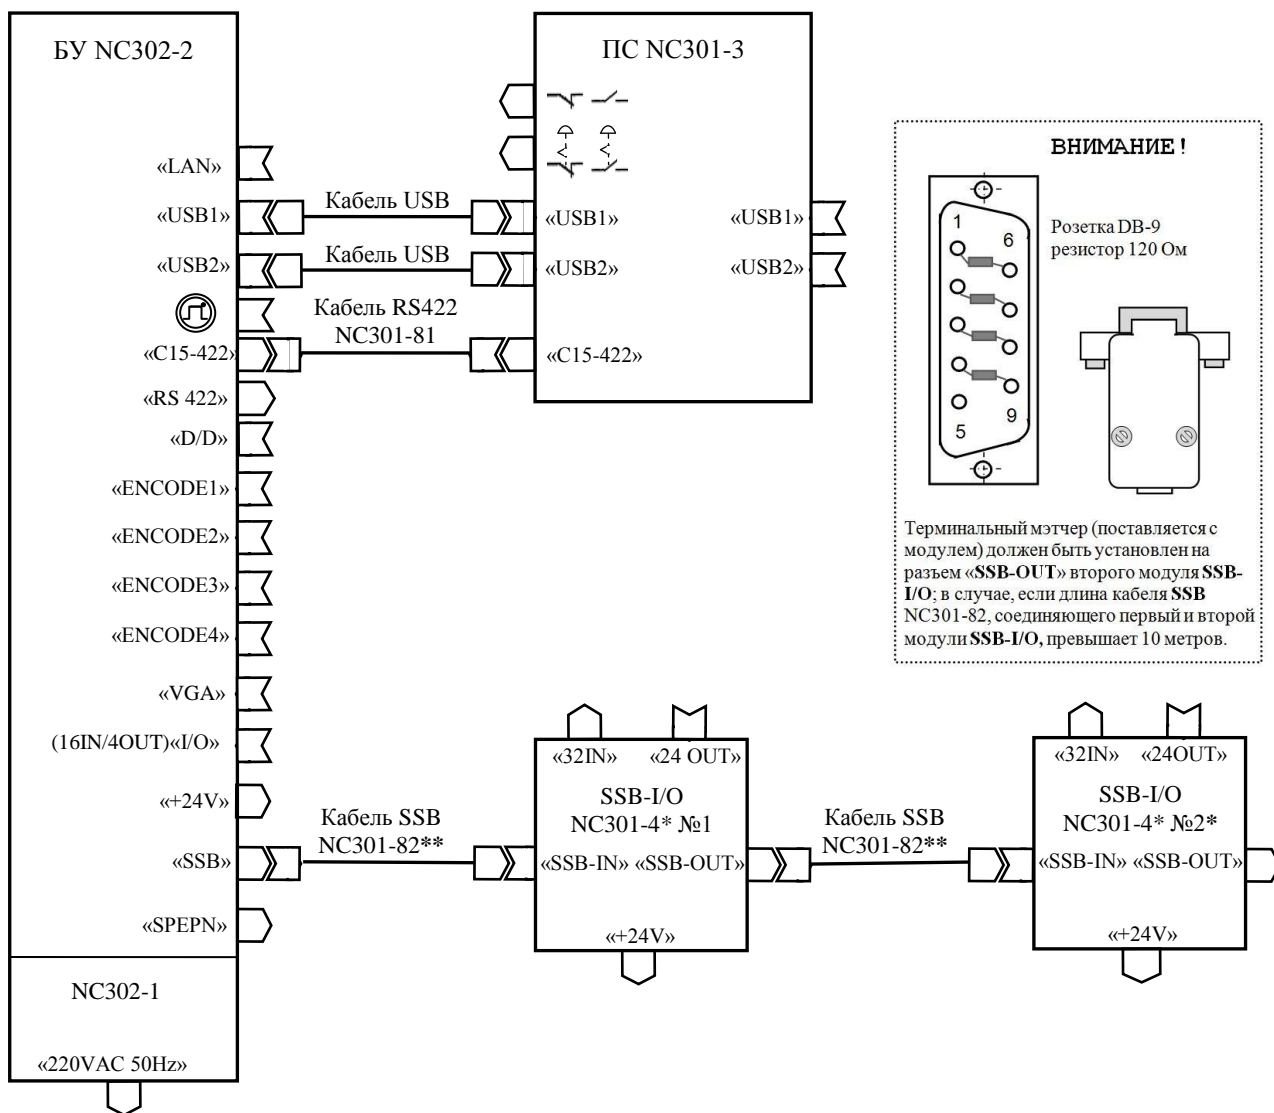 БУ NC302-2
«LAN»
«USB1»
«USB2»
«C15-422»
«RS 422»
«D/D»
«ENCODE1»
«ENCODE2»
«ENCODE3»
«ENCODE4»
«VGA»
(16IN/4OUT)«I/O»
«+24V»
«SSB»
«SPEPN»
NC302-1
«220VAC 50Hz»
Кабель USB
Кабель USB
Кабель RS422
NC301-81
ПС NC301-3
«USB1»
«USB1»
«USB2»
«USB2»
«C15-422»
ВНИМАНИЕ!
1
6
5
9
Розетка DB-9
резистор 120 Ом
Терминальный мэтчер (поставляется с
модулем) должен быть установлен на
разъем «SSB-OUT» второго модуля SSB-
I/O; в случае, если длина кабеля SSB
NC301-82, соединяющего первый и второй
модули SSB-I/O, превышает 10 метров.
Кабель SSB
NC301-82**
«32IN» «24 OUT»
SSB-I/O
NC301-4* №1
«SSB-IN» «SSB-OUT»
«+24V»
Кабель SSB
NC301-82**
«32IN» «24OUT»
SSB-I/O
NC301-4* №2*
«SSB-IN» «SSB-OUT»
«+24V»